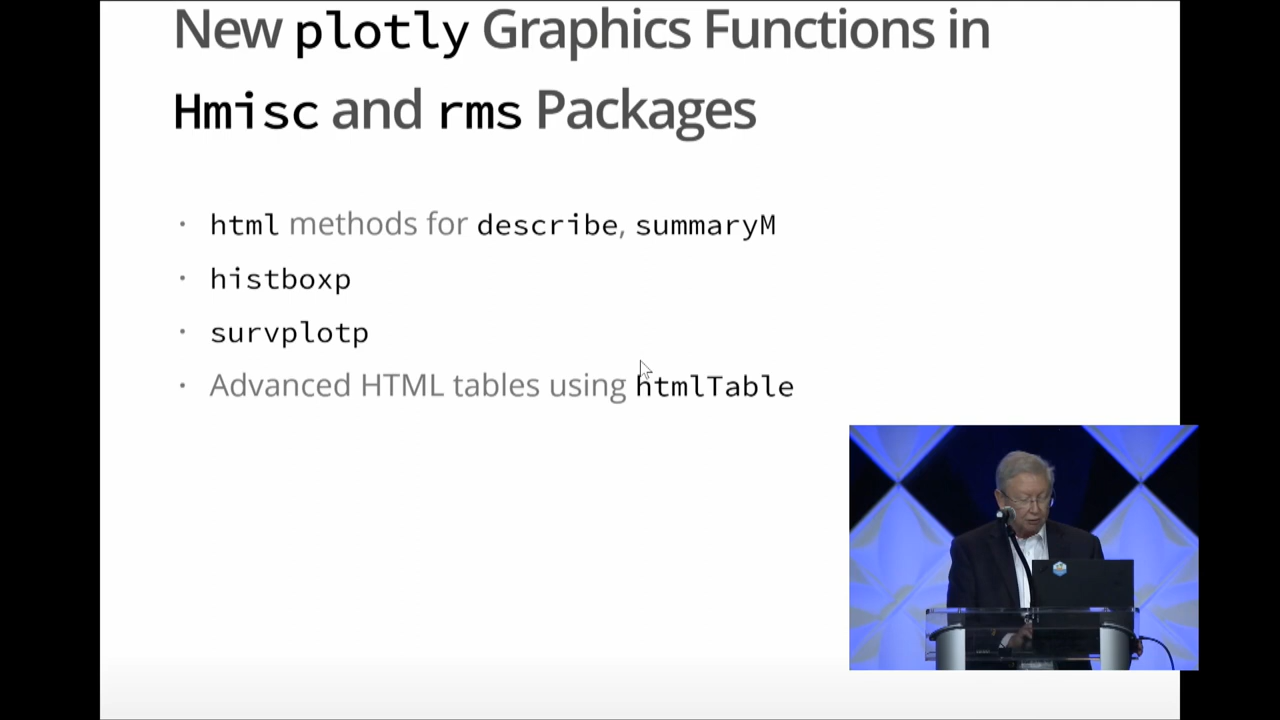 New plotly Graphics Functions in
Hmisc and rms Packages
· html methods for describe, summaryM
· histboxp
· survplotp
· Advanced HTML tables using htmlTable